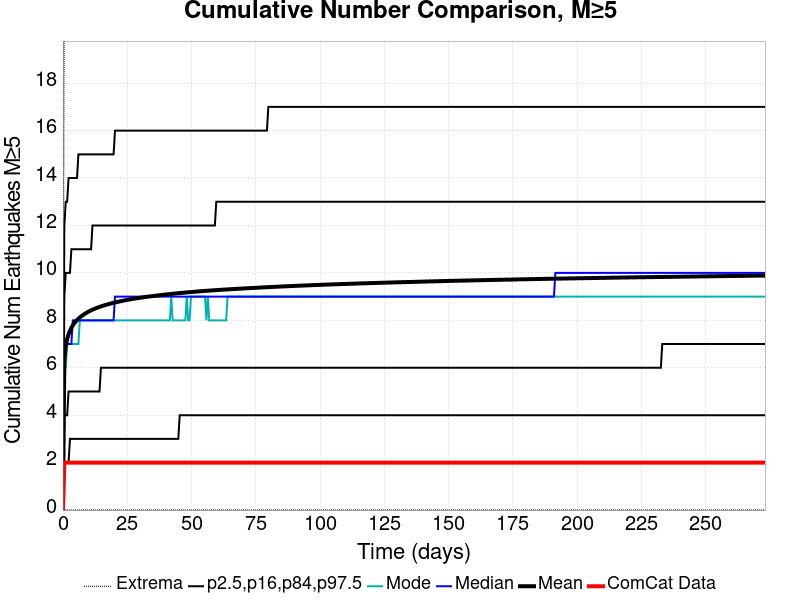 Cumulative Number Comparison, M≥5
Cumulative Num Earthquakes M≥5
18
16
14
12
10
8
6
4
2
0
0 25 50 75 100 125 150 175 200 225 250
Time (days)
Extrema p2.5,p16,p84,p97.5 Mode Median Mean ComCat Data